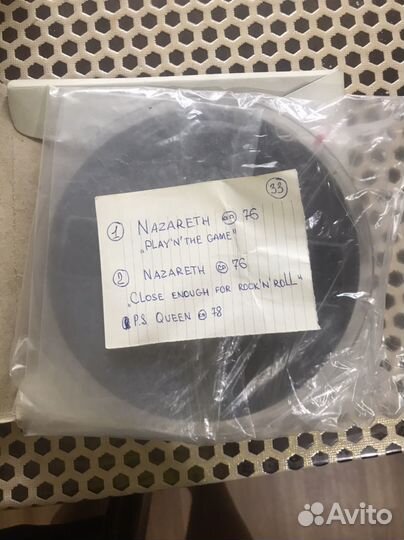 33
1 NAZARETH 76
„PLAY'N' THE GAME"
2 NAZARETH 76
„CLOSE ENOUGH FOR ROCK'N'ROLL"
P.S QUEEN 78
Avito